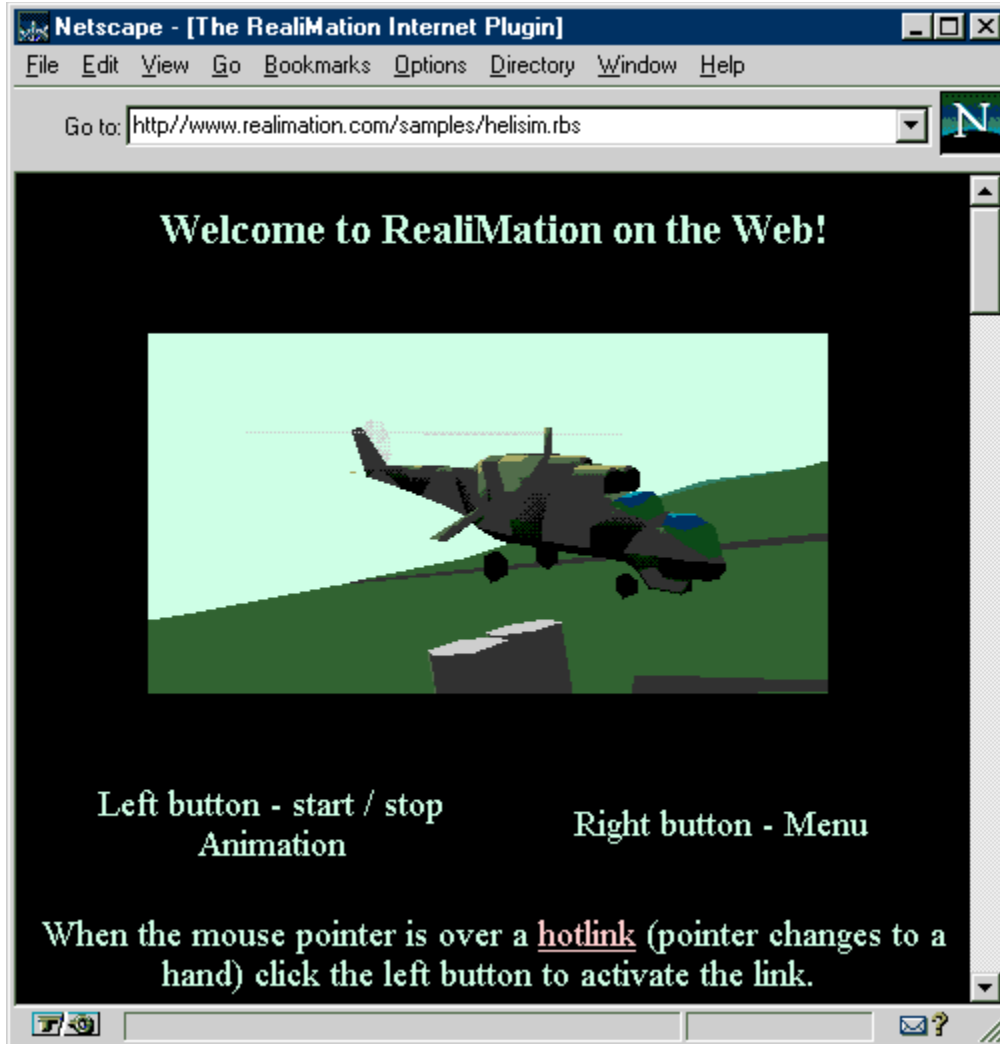 Netscape - [The RealiMation Internet Plugin]
File Edit View Go Bookmarks Options Directory Window Help
Go to: http//www.realimation.com/samples/helisim.rbs
N
Welcome to RealiMation on the Web!
Left button - start / stop
Animation
Right button - Menu
When the mouse pointer is over a hotlink (pointer changes to a
hand) click the left button to activate the link.
?